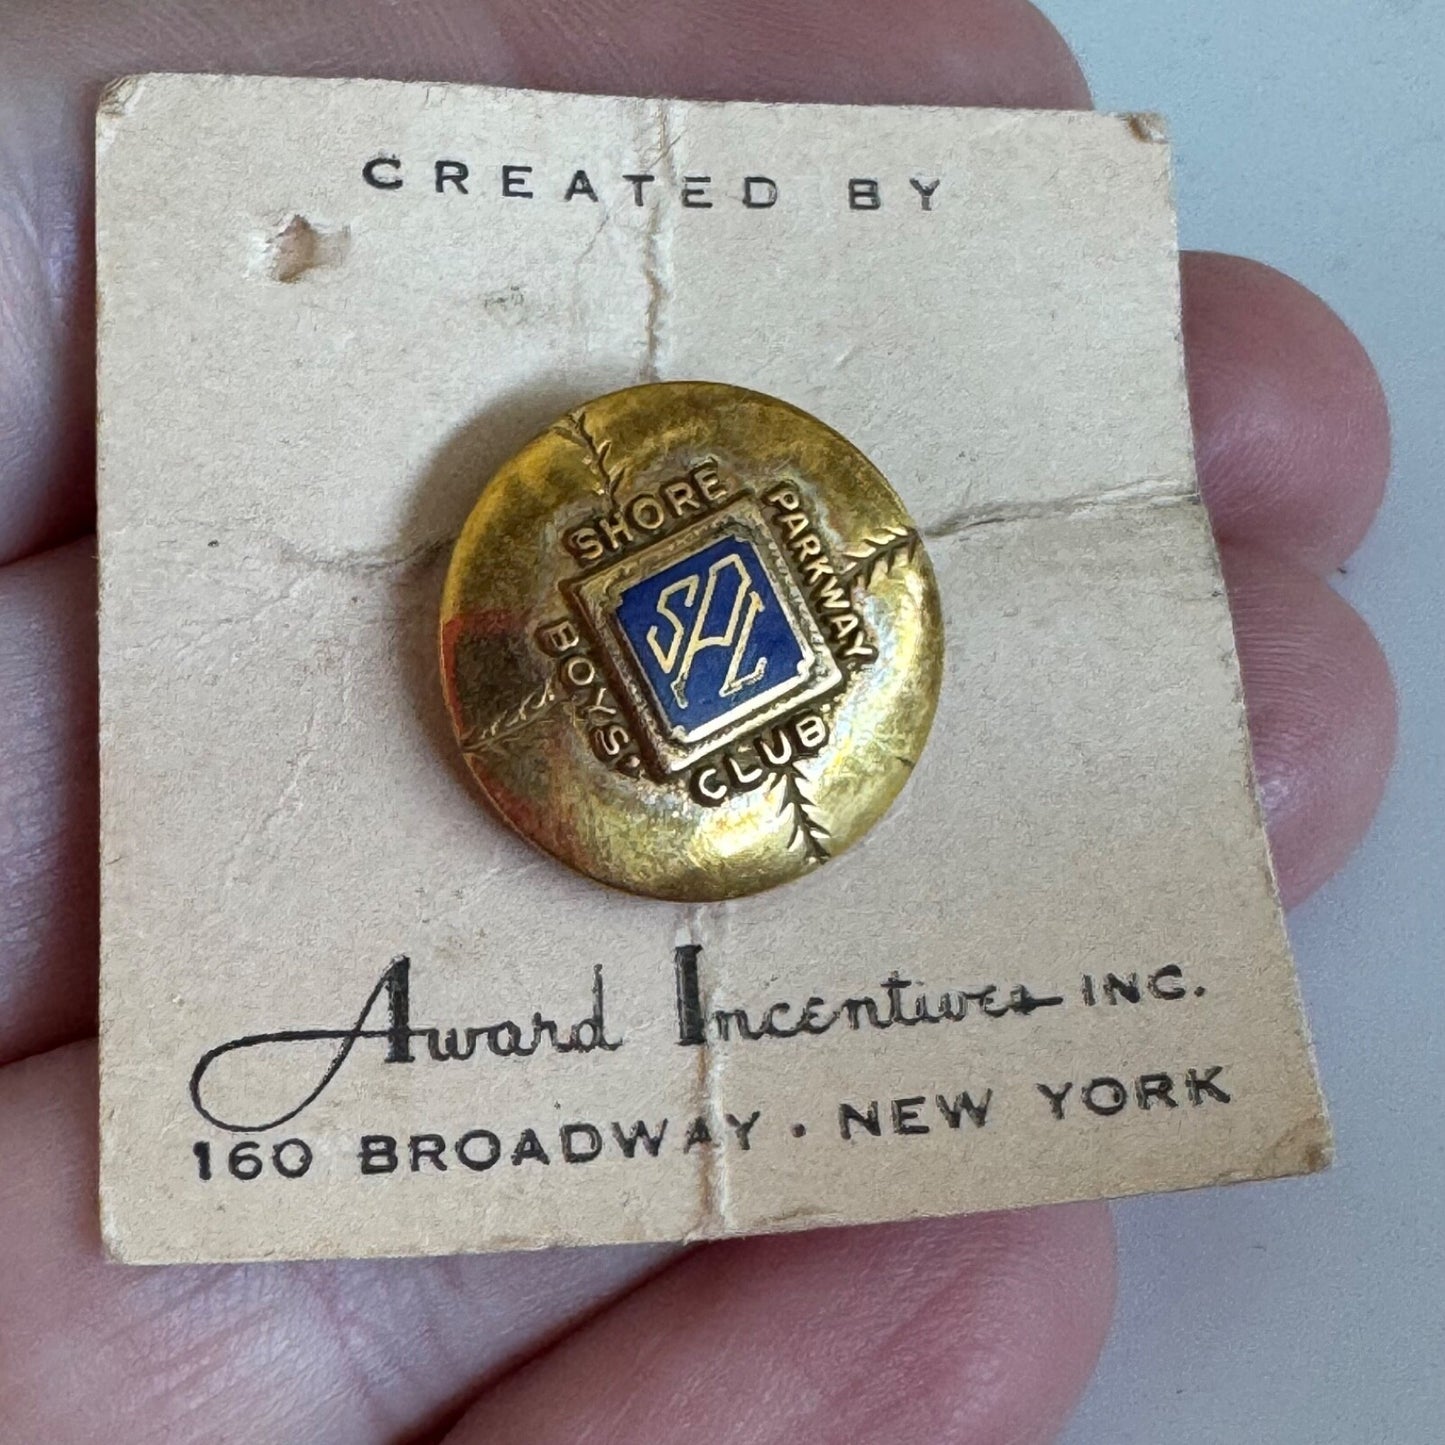 CREATED BY
SHORE
PARKWAY
BOYS'
CLUB
SPL
Award Incentives INC.
160 BROADWAY · NEW YORK